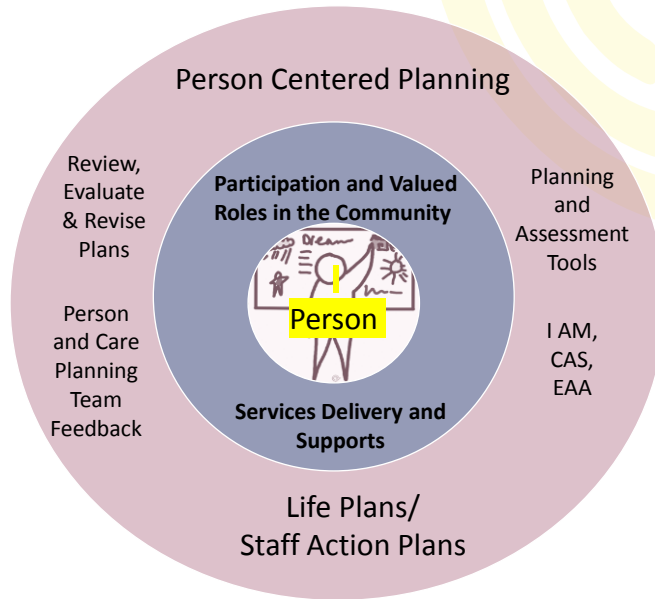 Person Centered Planning
Review,
Evaluate
& Revise
Plans
Participation and Valued
Roles in the Community
Planning
and
Assessment
Tools
Dream
Person
Person
and Care
Planning
Team
Feedback
I AM,
CAS,
EAA
Services Delivery and
Supports
Life Plans/
Staff Action Plans